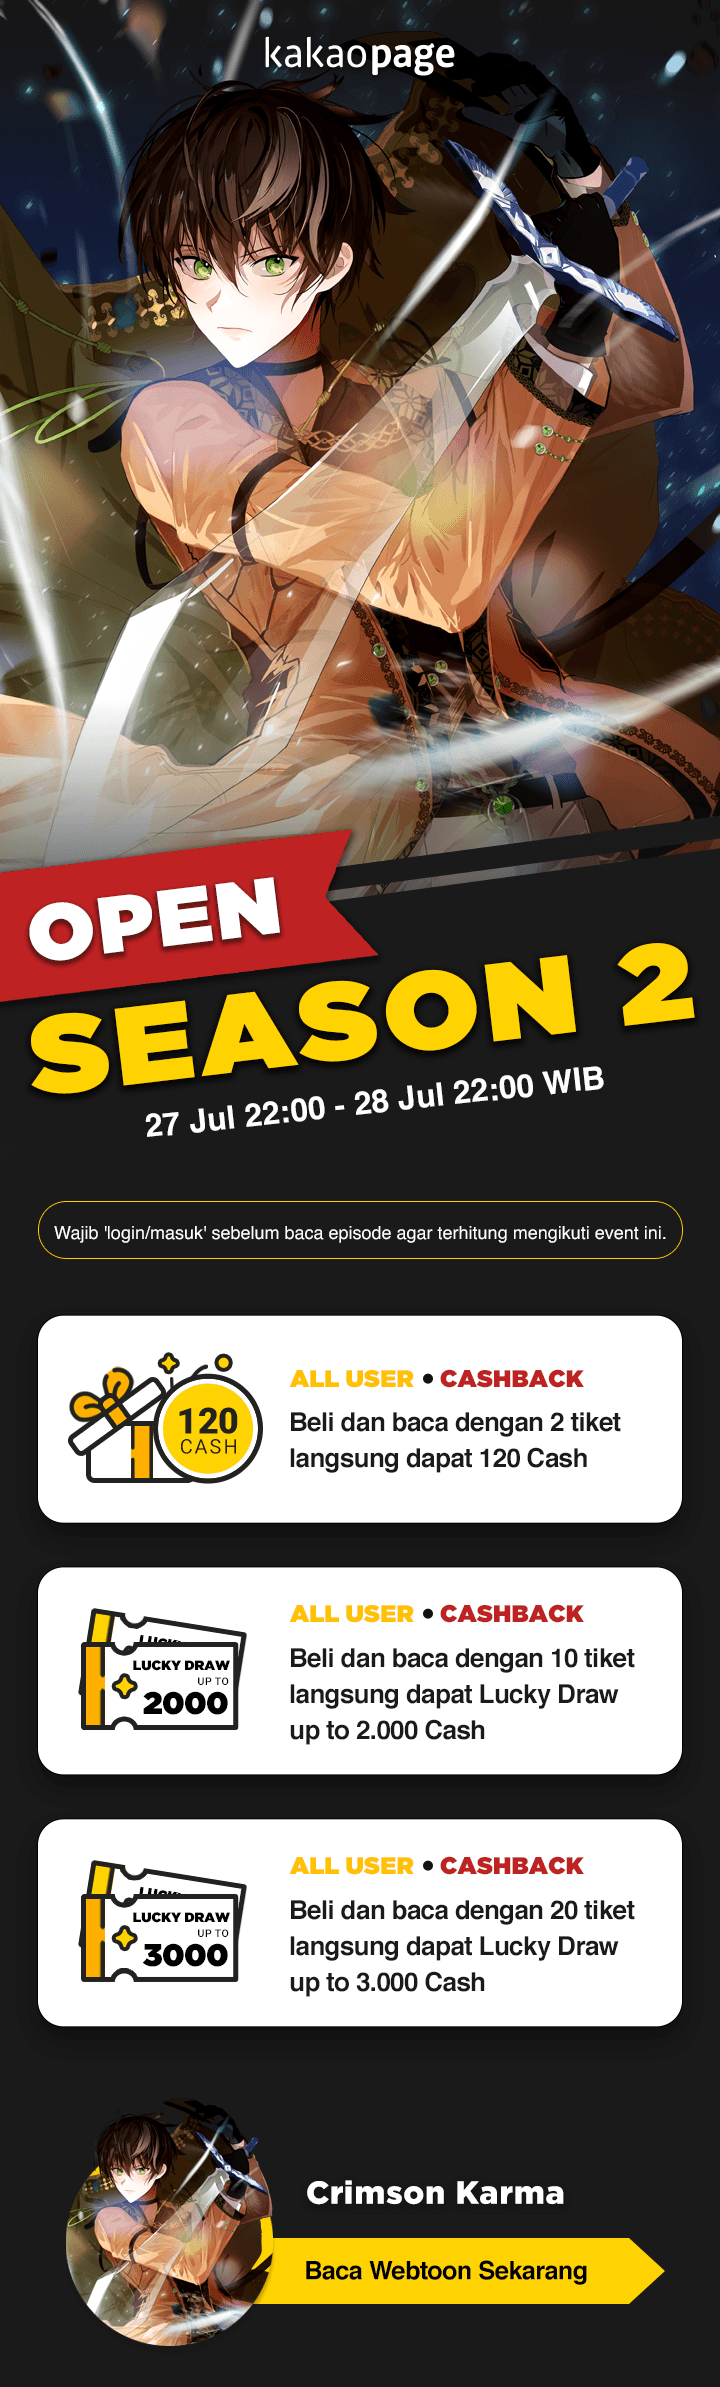 kakaopage
OPEN
SEASON 2
27 Jul 22:00 - 28 Jul 22:00 WIB
Wajib 'login/masuk' sebelum baca episode agar terhitung mengikuti event ini.
120
CASH
ALL USER • CASHBACK
Beli dan baca dengan 2 tiket
langsung dapat 120 Cash
LUCKY DRAW
UP TO
2000
ALL USER • CASHBACK
Beli dan baca dengan 10 tiket
langsung dapat Lucky Draw
up to 2.000 Cash
LUCKY DRAW
UP TO
3000
ALL USER • CASHBACK
Beli dan baca dengan 20 tiket
langsung dapat Lucky Draw
up to 3.000 Cash
Crimson Karma
Baca Webtoon Sekarang